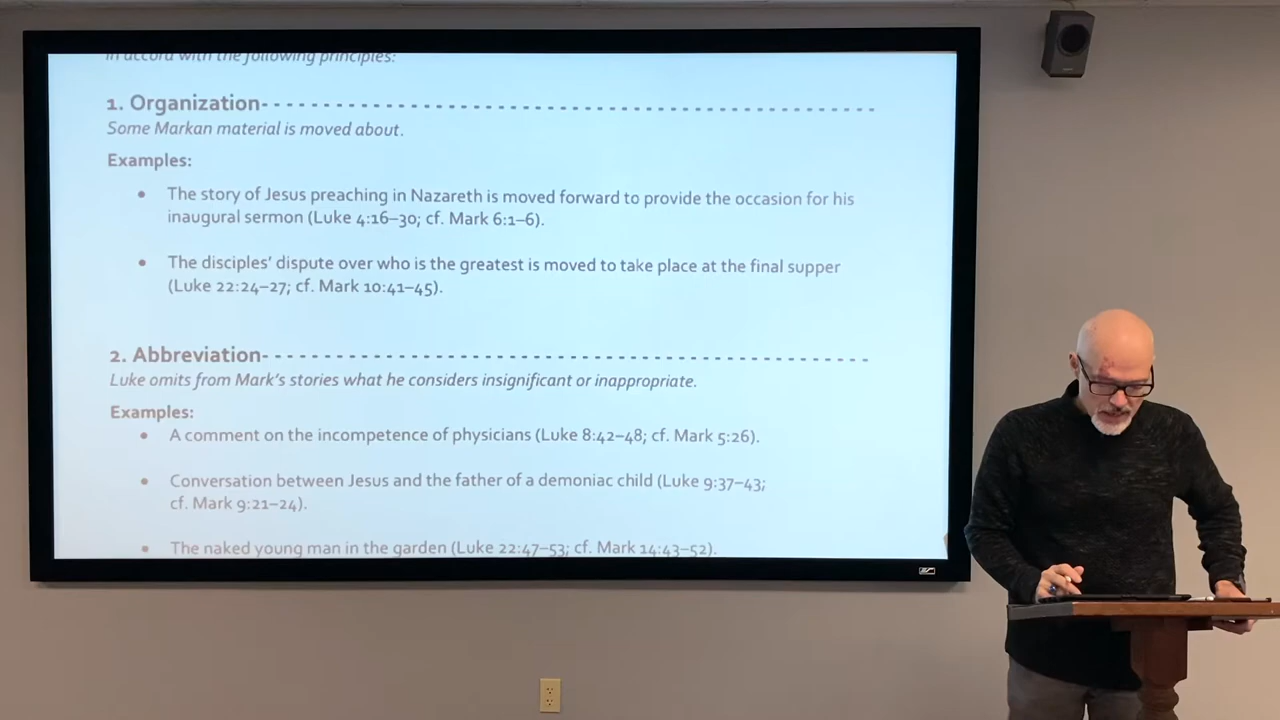 in accord with the following principles:
1. Organization- - - - - - - - - - - - - - - - - - - - - - - - - - - - - - - - - - - - - - - - - - - - - - - - -
Some Markan material is moved about.
Examples:
• The story of Jesus preaching in Nazareth is moved forward to provide the occasion for his
inaugural sermon (Luke 4:16–30; cf. Mark 6:1–6).
• The disciples’ dispute over who is the greatest is moved to take place at the final supper
(Luke 22:24–27; cf. Mark 10:41–45).
2. Abbreviation- - - - - - - - - - - - - - - - - - - - - - - - - - - - - - - - - - - - - - - - - - - - - - - - -
Luke omits from Mark’s stories what he considers insignificant or inappropriate.
Examples:
• A comment on the incompetence of physicians (Luke 8:42–48; cf. Mark 5:26).
• Conversation between Jesus and the father of a demoniac child (Luke 9:37–43;
cf. Mark 9:21–24).
• The naked young man in the garden (Luke 22:47–53; cf. Mark 14:43–52).